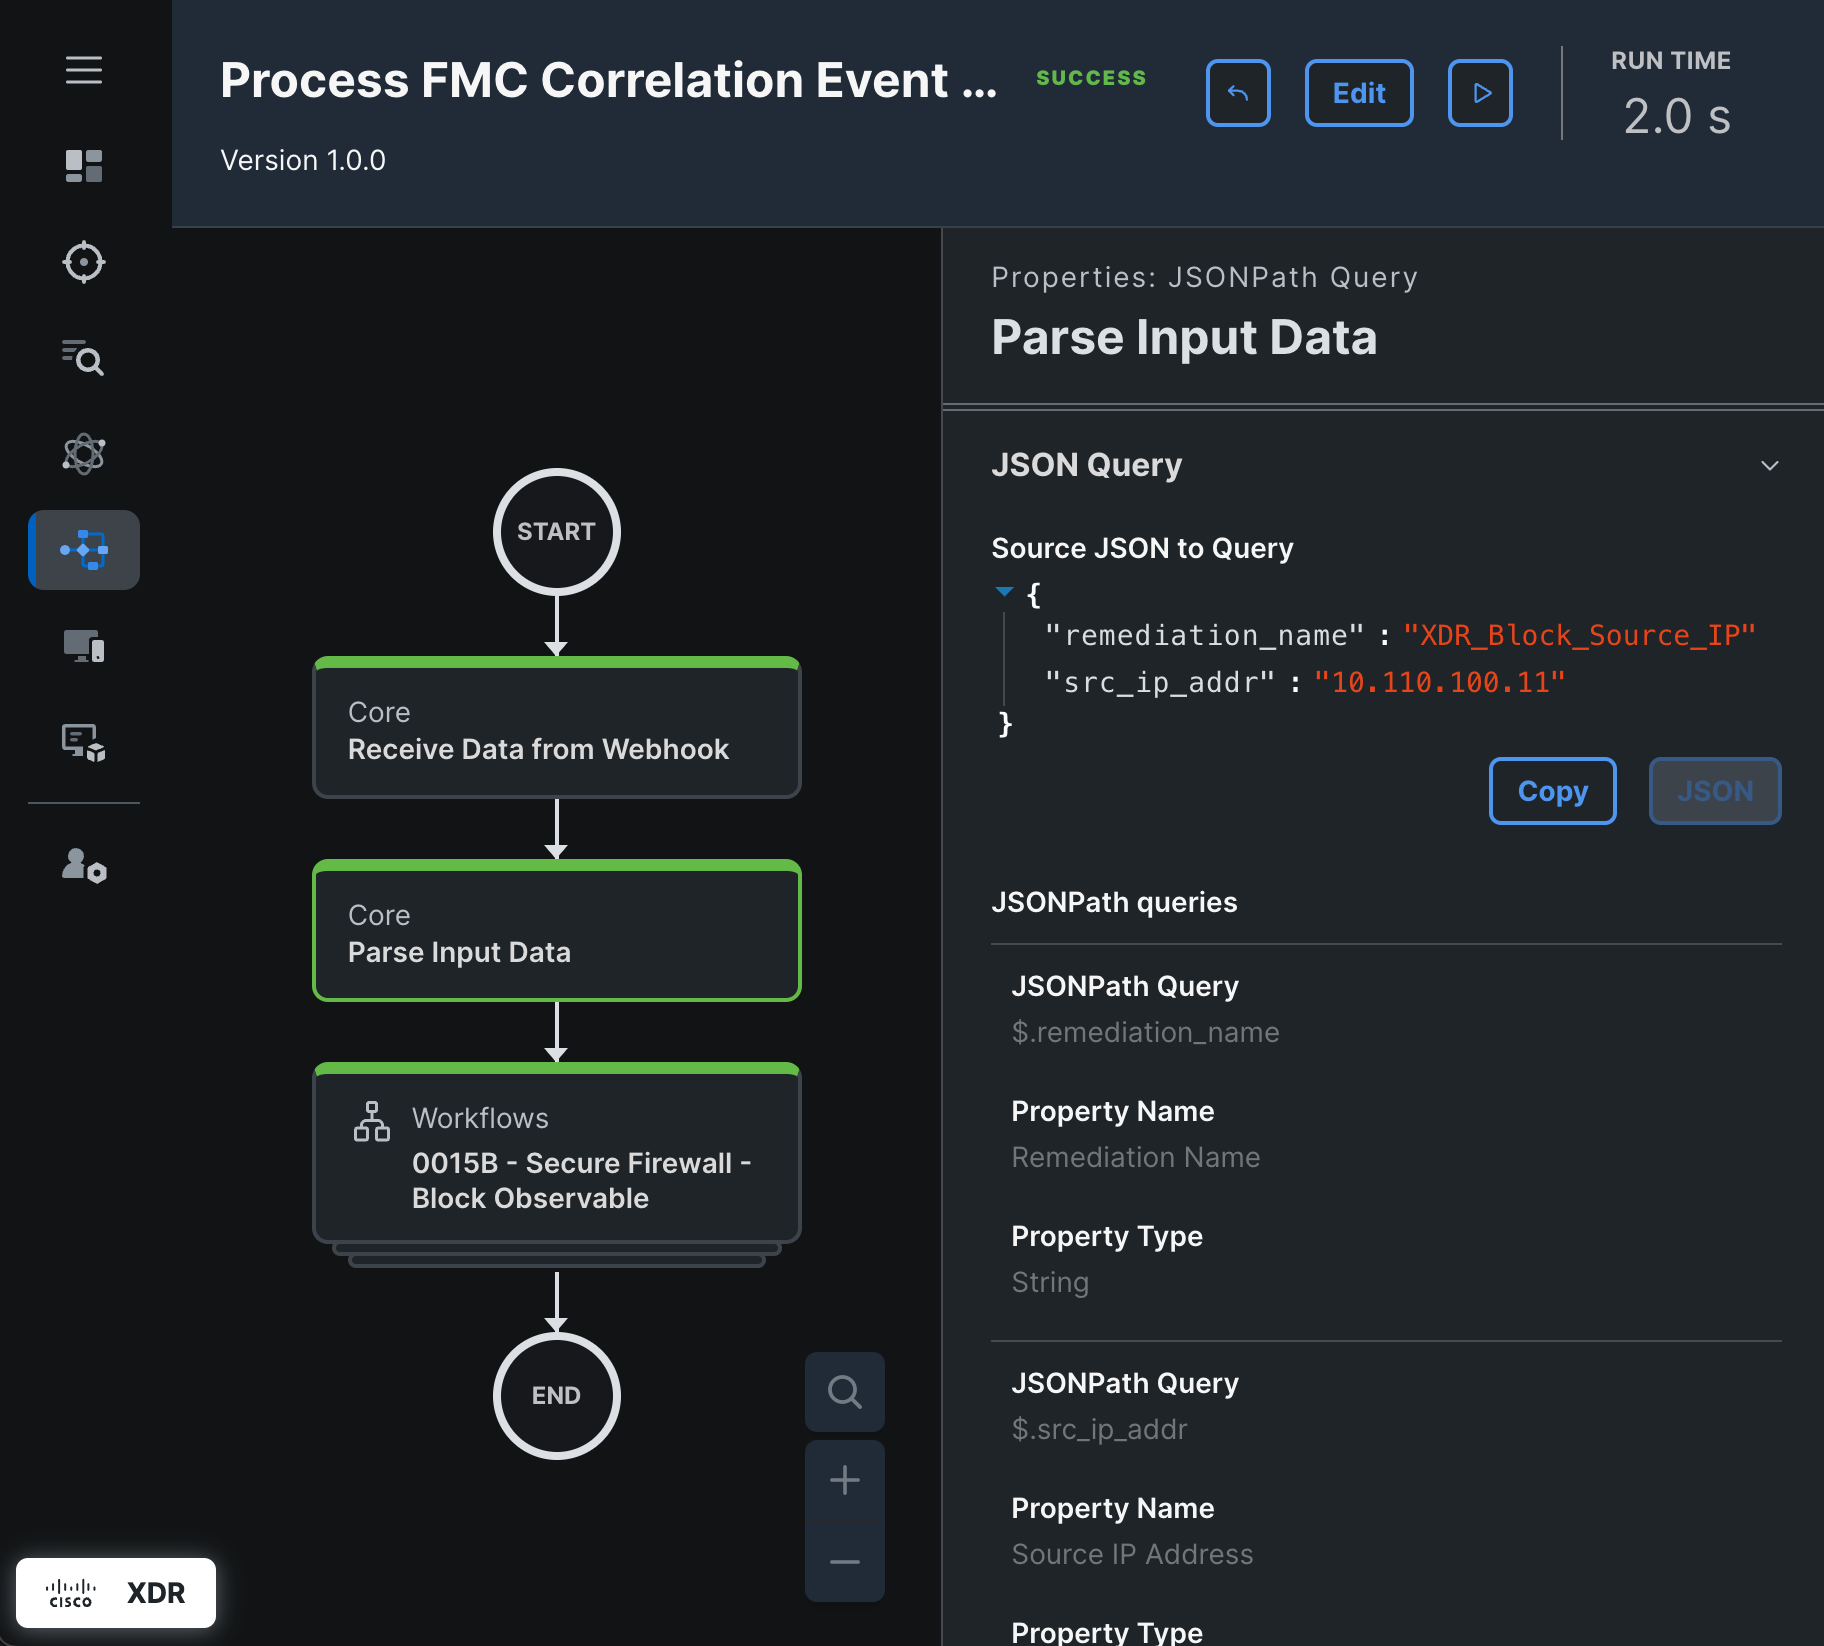 Process FMC Correlation Event ...
SUCCESS
Edit
RUN TIME
2.0 s
Version 1.0.0
START
Core
Receive Data from Webhook
Core
Parse Input Data
Workflows
0015B - Secure Firewall -
Block Observable
END
Properties: JSONPath Query
Parse Input Data
JSON Query
Source JSON to Query
{
"remediation_name" : "XDR_Block_Source_IP"
"src_ip_addr" : "10.110.100.11"
}
Copy
JSON
JSONPath queries
JSONPath Query
$.remediation_name
Property Name
Remediation Name
Property Type
String
JSONPath Query
$.src_ip_addr
Property Name
Source IP Address
Property Type
CISCO XDR